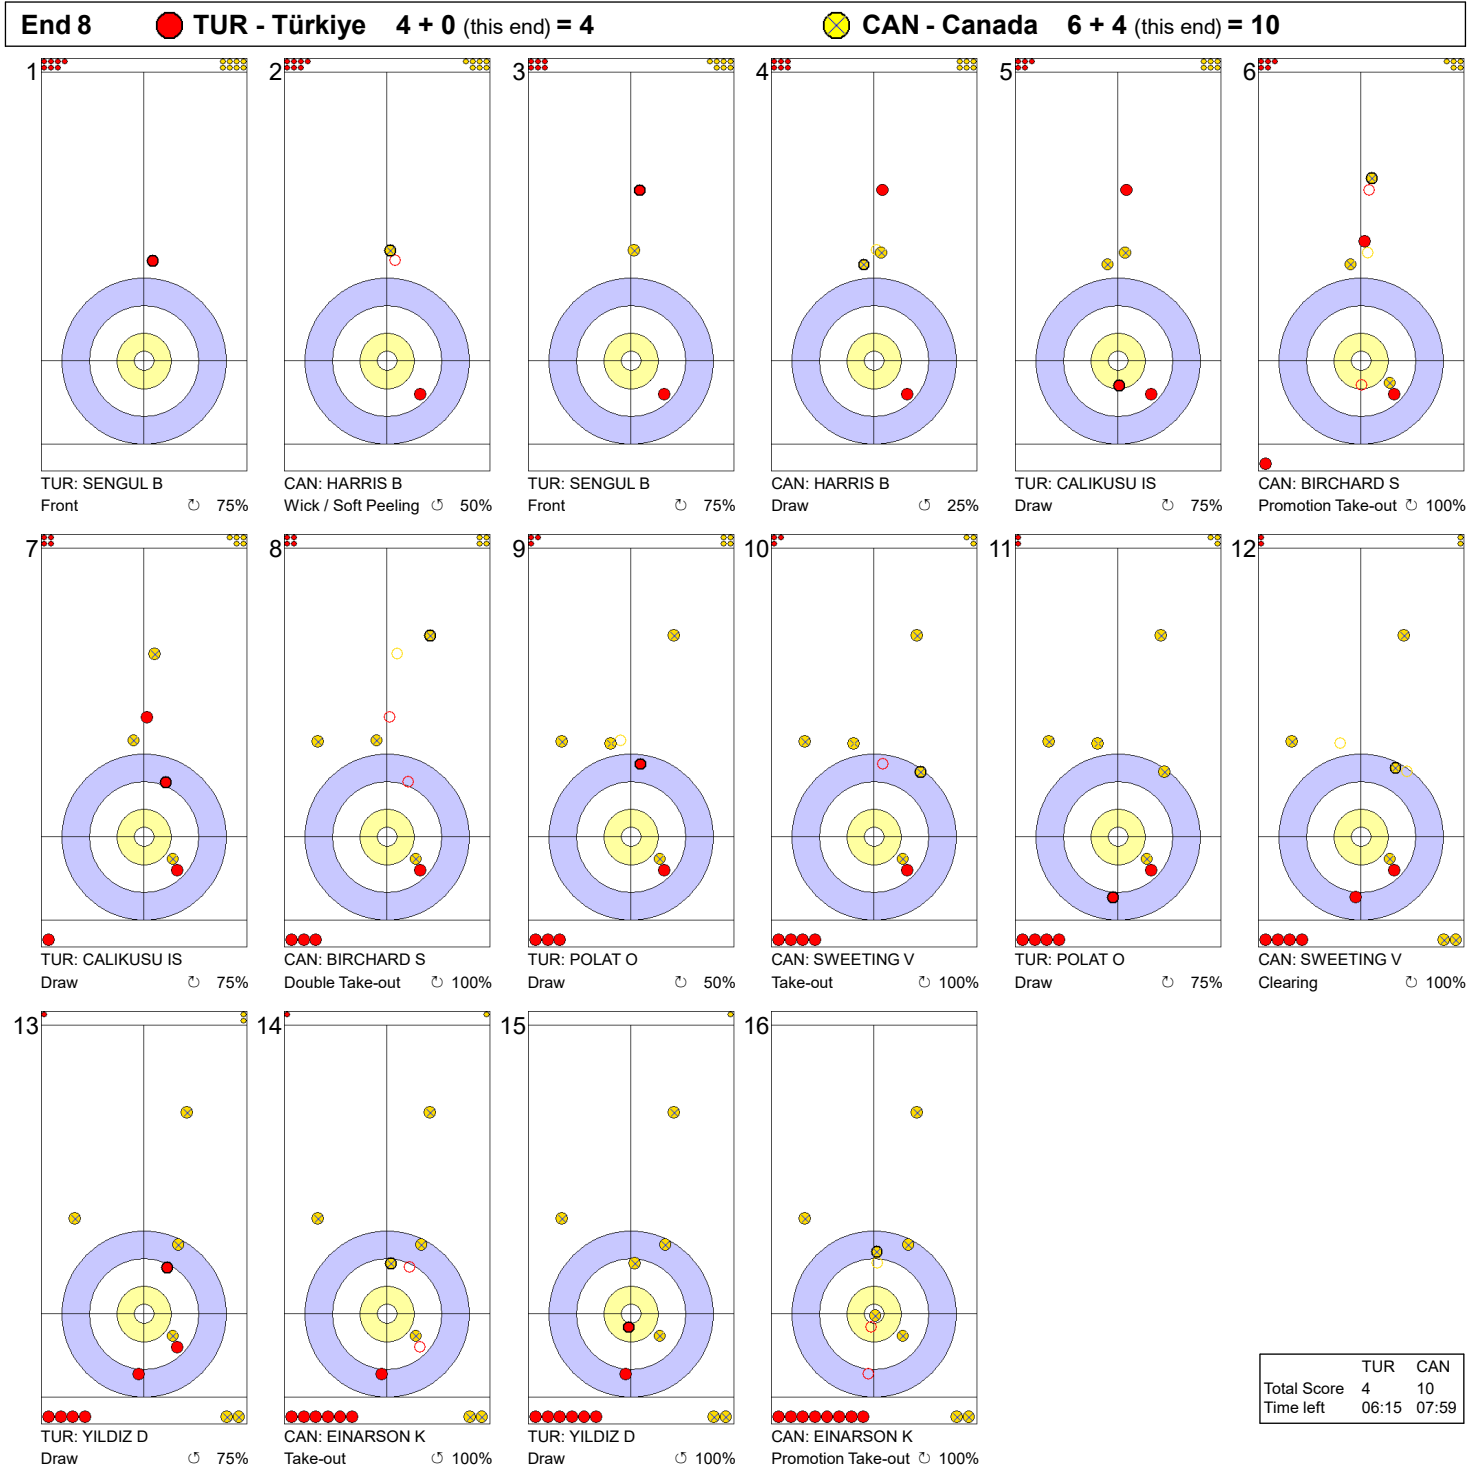 End 8 TUR - Türkiye 4 + 0 (this end) = 4 CAN - Canada 6 + 4 (this end) = 10
1 2 3 4 5 6
TUR: SENGUL B CAN: HARRIS B TUR: SENGUL B CAN: HARRIS B TUR: CALIKUSU IS CAN: BIRCHARD S
Front 75% Wick / Soft Peeling 50% Front 75% Draw 25% Draw 75% Promotion Take-out 100%
7 8 9 10 11 12
TUR: CALIKUSU IS CAN: BIRCHARD S TUR: POLAT O CAN: SWEETING V TUR: POLAT O CAN: SWEETING V
Draw 75% Double Take-out 100% Draw 50% Take-out 100% Draw 75% Clearing 100%
13 14 15 16
TUR: YILDIZ D CAN: EINARSON K TUR: YILDIZ D CAN: EINARSON K
Draw 75% Take-out 100% Draw 100% Promotion Take-out 100%
TUR CAN
Total Score 4 10
Time left 06:15 07:59